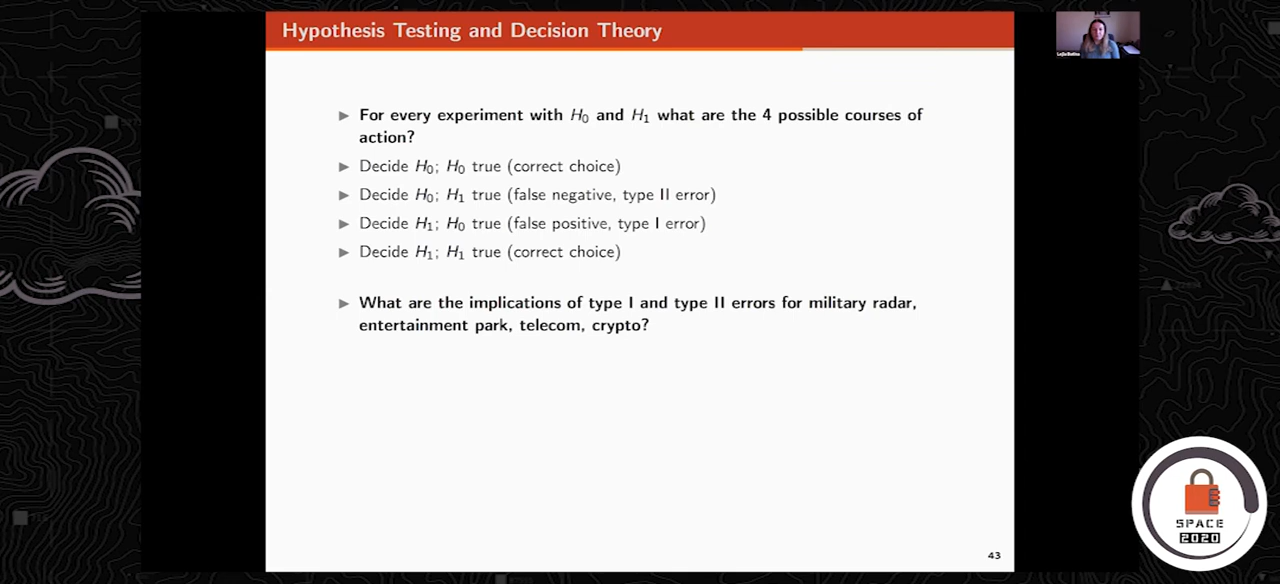 Hypothesis Testing and Decision Theory
Lejla Batina
▶ For every experiment with H₀ and H₁ what are the 4 possible courses of
action?
▶ Decide H₀; H₀ true (correct choice)
▶ Decide H₀; H₁ true (false negative, type II error)
▶ Decide H₁; H₀ true (false positive, type I error)
▶ Decide H₁; H₁ true (correct choice)
▶ What are the implications of type I and type II errors for military radar,
entertainment park, telecom, crypto?
SPACE
2020
43